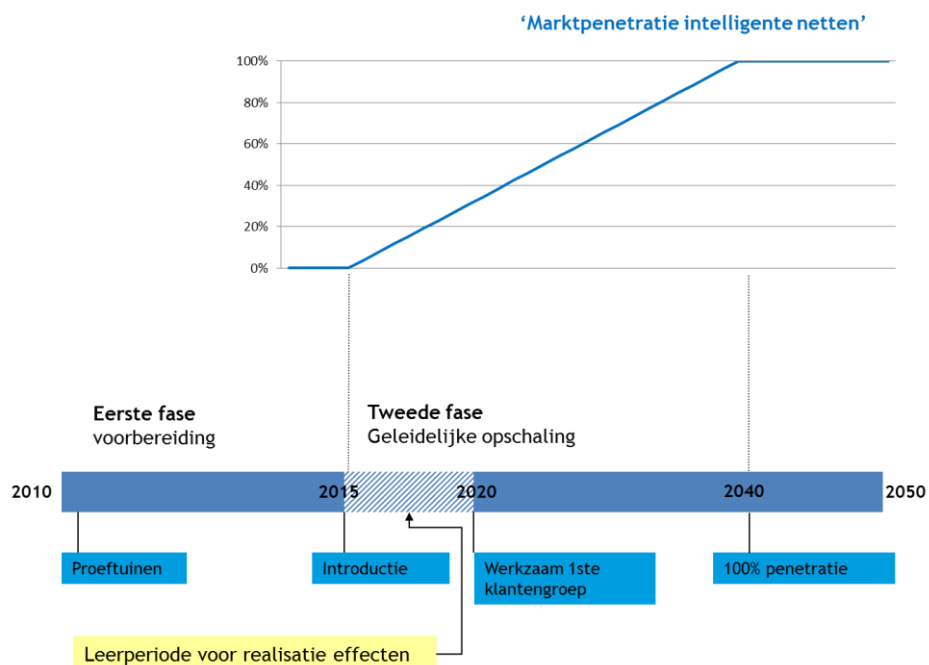 ‘Marktpenetratie intelligente netten’
100%
80%
60%
40%
20%
0%
Eerste fase
voorbereiding
Tweede fase
Geleidelijke opschaling
2010
2015
2020
2040
2050
Proeftuinen
Introductie
Werkzaam 1ste
klantengroep
100% penetratie
Leerperiode voor realisatie effecten